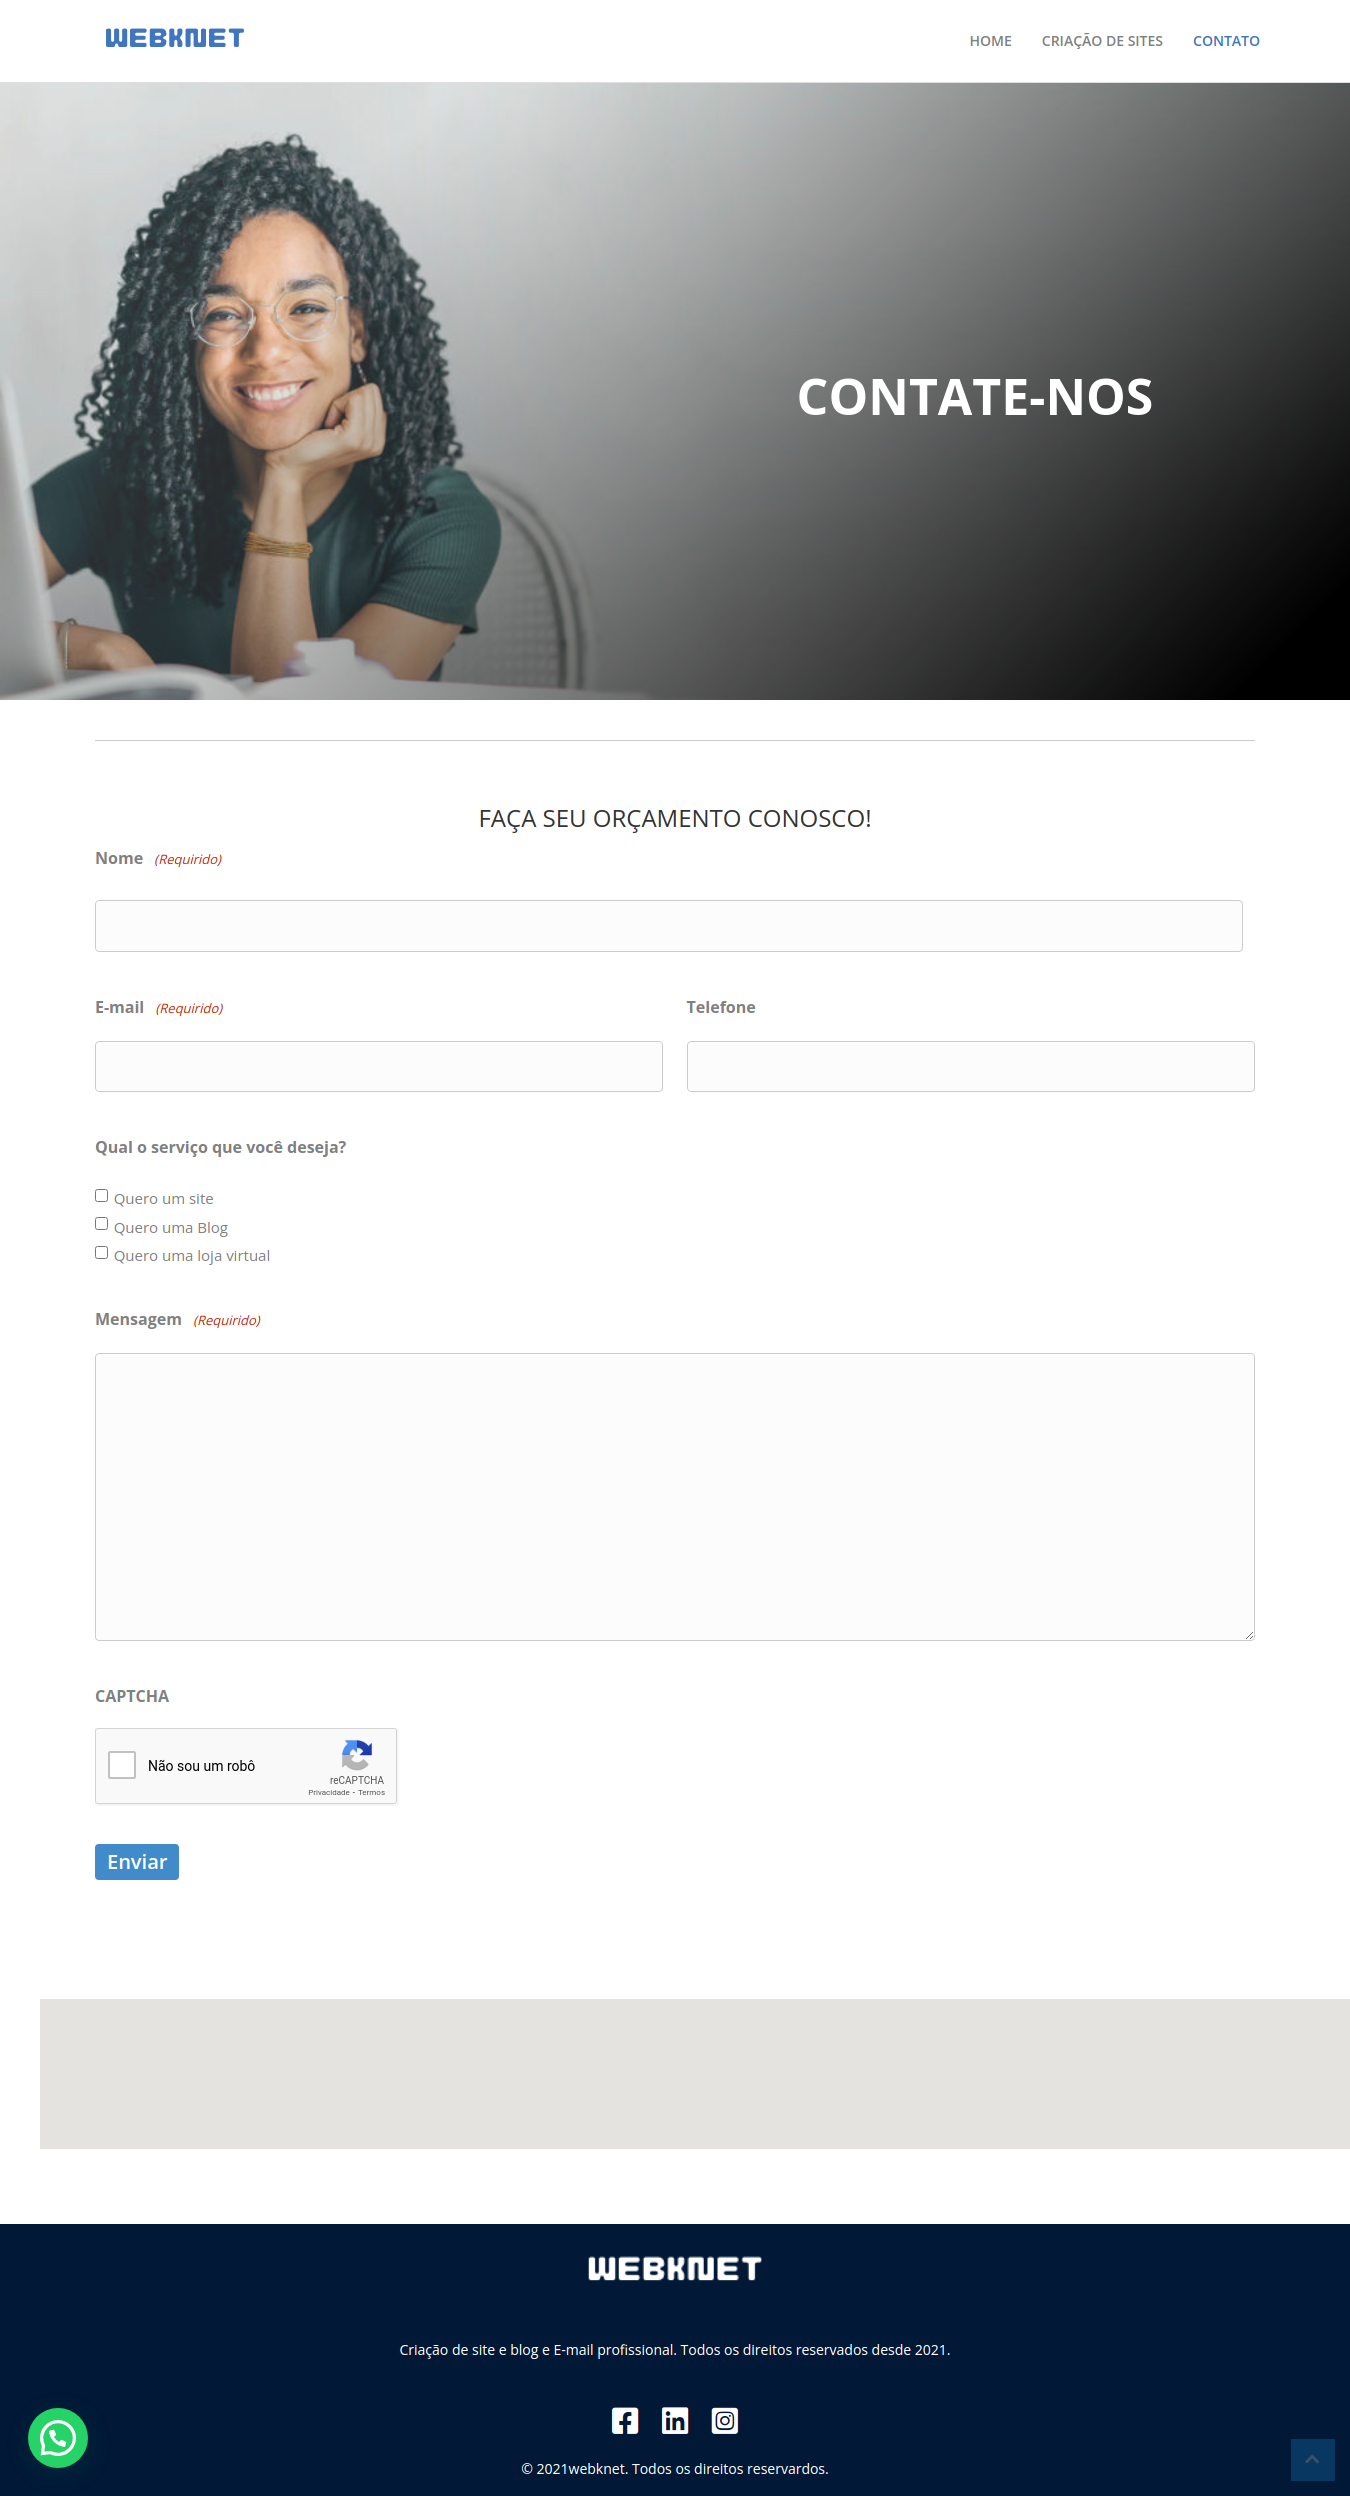 WEBKNET
HOME CRIAÇÃO DE SITES CONTATO
CONTATE-NOS
FAÇA SEU ORÇAMENTO CONOSCO!
Nome (Requirido)
E-mail (Requirido) Telefone
Qual o serviço que você deseja?
Quero um site
Quero uma Blog
Quero uma loja virtual
Mensagem (Requirido)
CAPTCHA
Não sou um robô
reCAPTCHA
Privacidade - Termos
Enviar
WEBKNET
Criação de site e blog e E-mail profissional. Todos os direitos reservados desde 2021.
© 2021webknet. Todos os direitos reservardos.